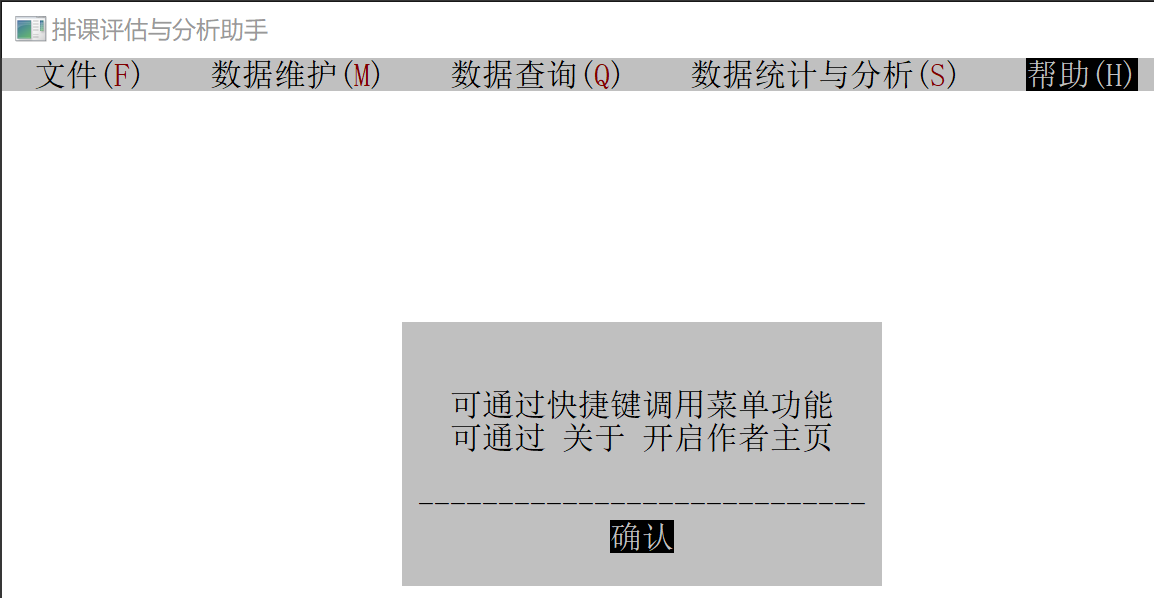 排课评估与分析助手
文件(F) 数据维护(M) 数据查询(Q) 数据统计与分析(S) 帮助(H)
可通过快捷键调用菜单功能
可通过 关于 开启作者主页
----------------------------
确认